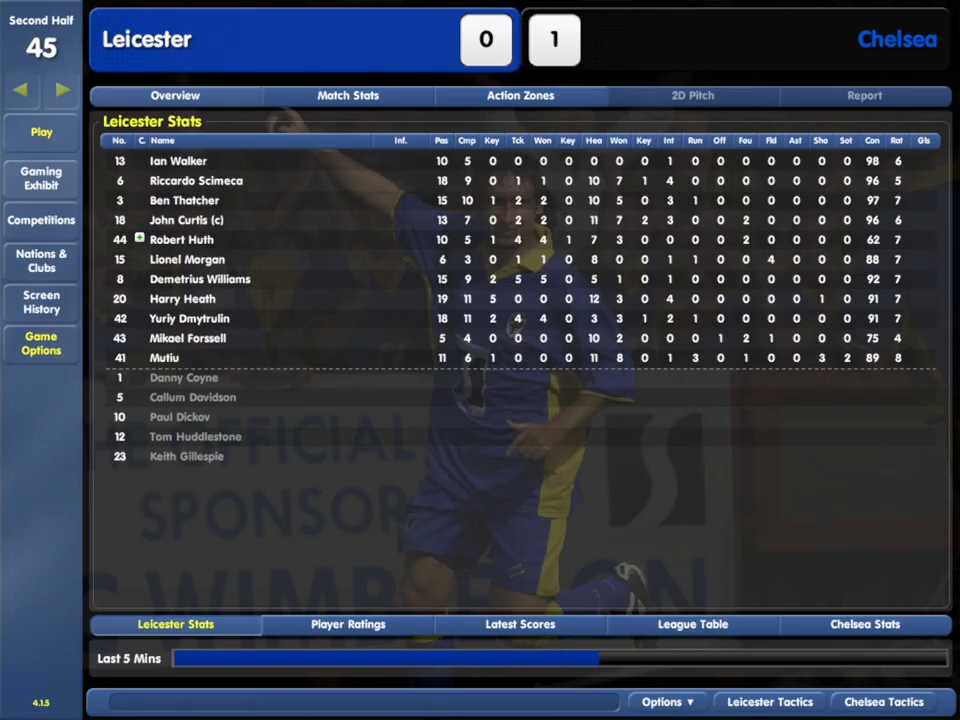 Second Half
45
Leicester 0 1 Chelsea
Overview Match Stats Action Zones 2D Pitch Report
Play
Gaming Exhibit
Competitions
Nations & Clubs
Screen History
Game Options
4.1.5
Leicester Stats
No. C. Name Inf. Pas Cmp Key Tck Won Key Hea Won Key Int Run Off Fou Fld Ast Sho Sot Con Rat Gls
13 Ian Walker 10 5 0 0 0 0 0 0 0 1 0 0 0 0 0 0 0 98 6
6 Riccardo Scimeca 18 9 0 1 1 0 10 7 1 4 0 0 0 0 0 0 0 96 5
3 Ben Thatcher 15 10 1 2 2 0 10 5 0 3 1 0 0 0 0 0 0 97 7
18 John Curtis (c) 13 7 0 2 2 0 11 7 2 3 0 0 2 0 0 0 0 96 6
44 Robert Huth 10 5 1 4 4 1 7 3 0 0 0 0 2 0 0 0 0 62 7
15 Lionel Morgan 6 3 0 1 1 0 8 0 0 1 1 0 0 4 0 0 0 88 7
8 Demetrius Williams 15 9 2 5 5 0 5 1 0 1 0 0 0 0 0 0 0 92 7
20 Harry Heath 19 11 5 0 0 0 12 3 0 4 0 0 0 0 0 1 0 91 7
42 Yuriy Dmytrulin 18 11 2 4 4 0 3 3 1 2 1 0 0 0 0 0 0 91 7
43 Mikael Forssell 5 4 0 0 0 0 10 2 0 0 0 1 2 1 0 0 0 75 4
41 Mutiu 11 6 1 0 0 0 11 8 0 1 3 0 1 0 0 3 2 89 8
1 Danny Coyne
5 Callum Davidson
10 Paul Dickov
12 Tom Huddlestone
23 Keith Gillespie
THE OFFICIAL
SPONSOR
WIMBLEDON
Leicester Stats Player Ratings Latest Scores League Table Chelsea Stats
Last 5 Mins
Options ▼ Leicester Tactics Chelsea Tactics